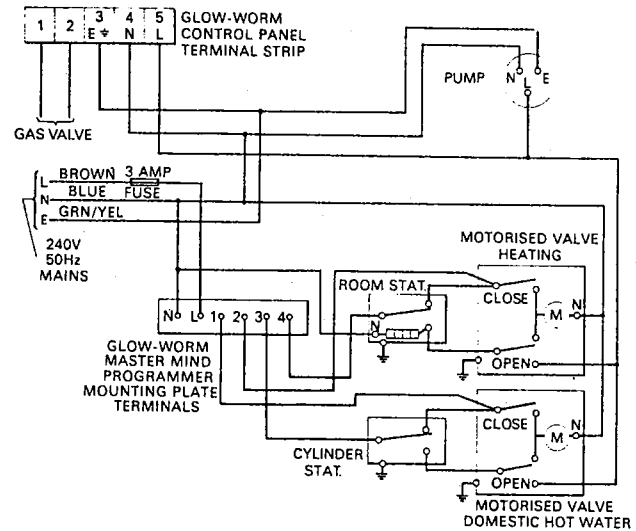 GLOW-WORM
CONTROL PANEL
TERMINAL STRIP
1 2 3 4 5
E N L
GAS VALVE
PUMP N L E
L BROWN 3 AMP
N BLUE FUSE
E GRN/YEL
240V
50Hz
MAINS
MOTORISED VALVE
HEATING
ROOM STAT.
CLOSE
N
M
N
OPEN
N L 1 2 3 4
GLOW-WORM
MASTER MIND
PROGRAMMER
MOUNTING PLATE
TERMINALS
CLOSE
M
N
CYLINDER
STAT.
OPEN
MOTORISED VALVE
DOMESTIC HOT WATER